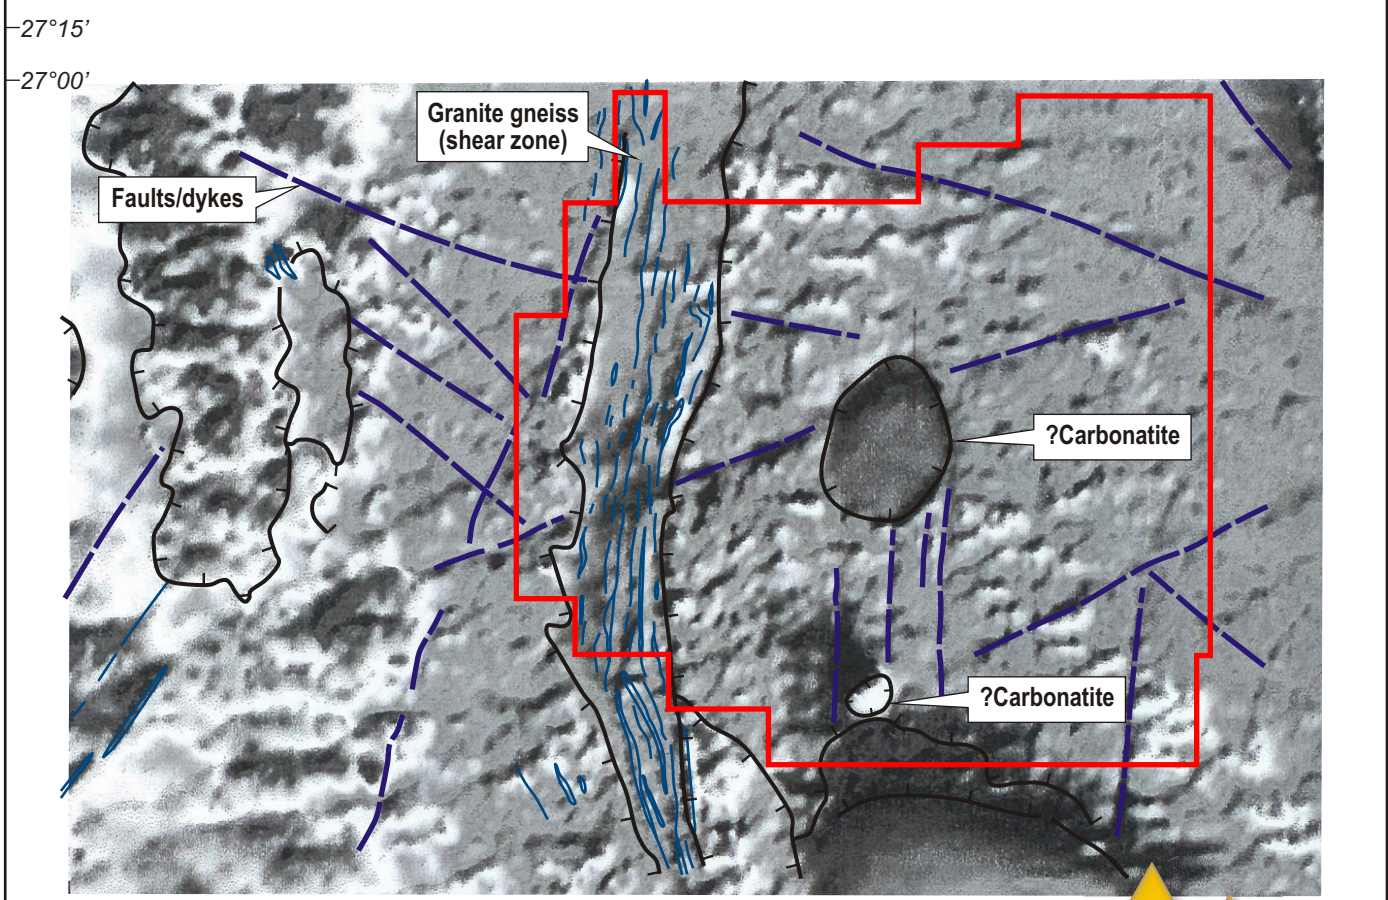 27°15’
27°00’
Granite gneiss
(shear zone)
Faults/dykes
?Carbonatite
?Carbonatite